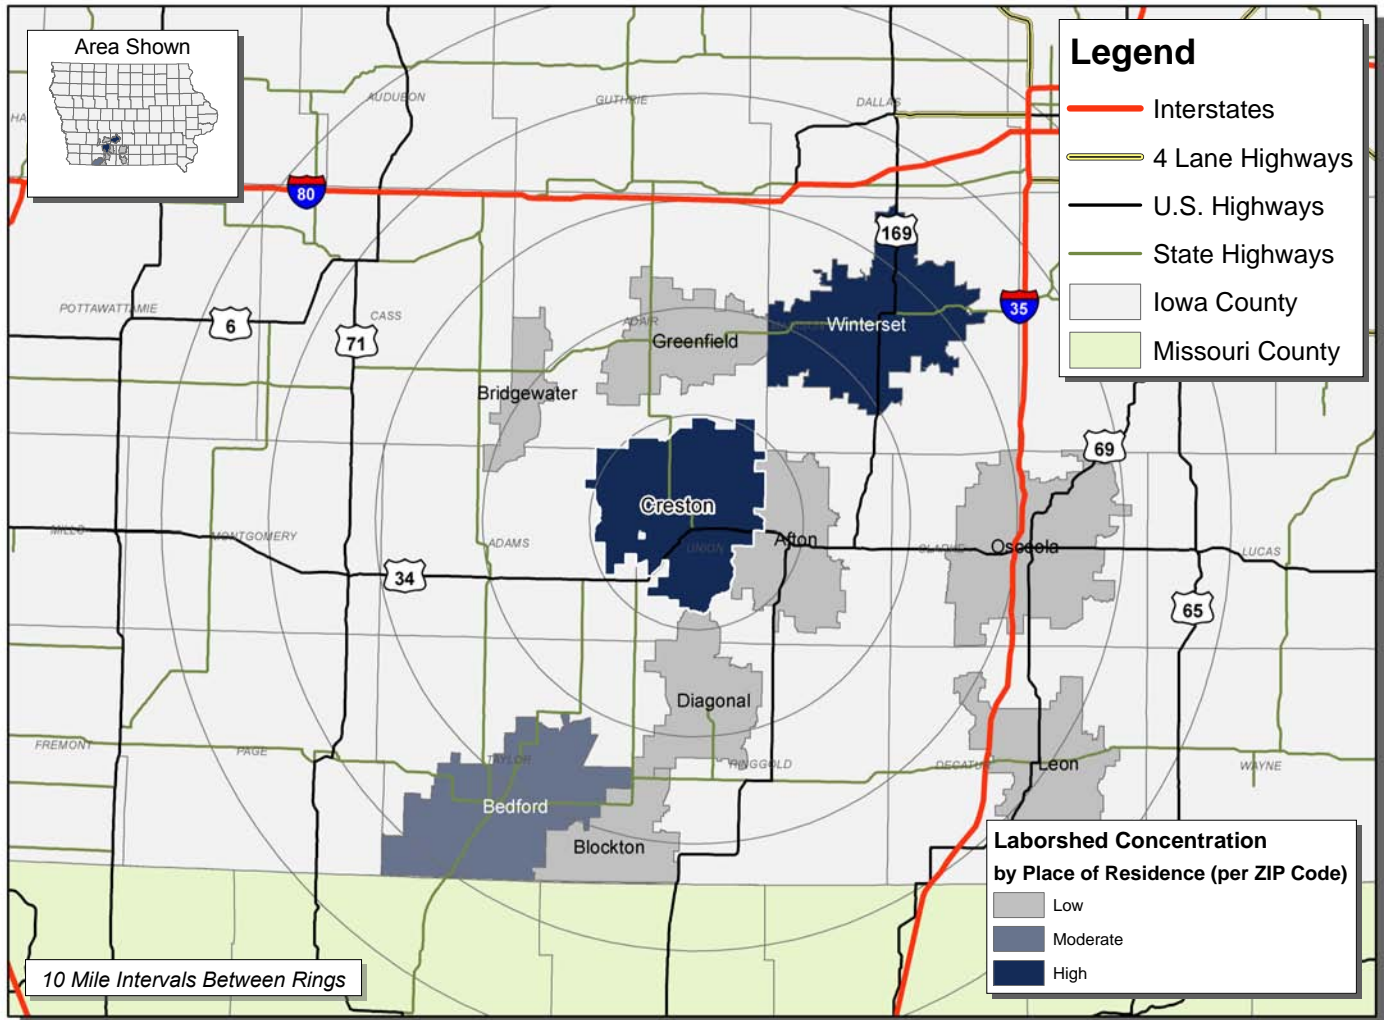 Area Shown
Legend
Interstates
4 Lane Highways
U.S. Highways
State Highways
Iowa County
Missouri County
HA
AUDUBON
GUTHRIE
DALLAS
80
169
POTTAWATTAMIE
6
CASS
71
ADAIR
Greenfield
Winterset
35
Bridgewater
69
Creston
MILLS
MONTGOMERY
ADAMS
UNION
Afton
CLARKE
Osceola
LUCAS
34
65
Diagonal
FREMONT
PAGE
TAYLOR
RINGGOLD
DECATUR
Leon
WAYNE
Bedford
Blockton
Laborshed Concentration
by Place of Residence (per ZIP Code)
Low
Moderate
High
10 Mile Intervals Between Rings